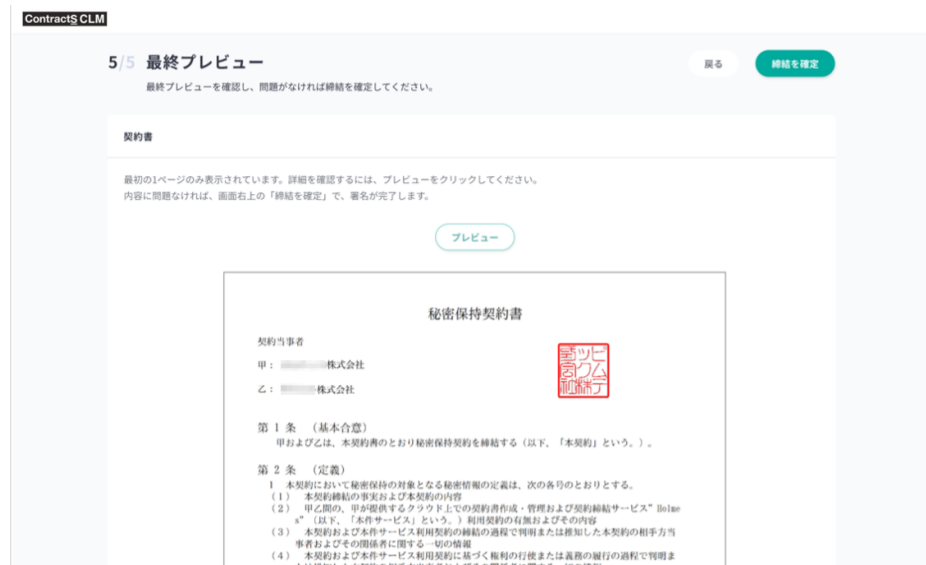 ContractS CLM
5/5 最終プレビュー
戻る
締結を確定
最終プレビューを確認し、問題がなければ締結を確定してください。
契約書
最初の1ページのみ表示されています。詳細を確認するには、プレビューをクリックしてください。
内容に問題なければ、画面右上の「締結を確定」で、署名が完了します。
プレビュー
秘密保持契約書
契約当事者
甲： 株式会社
乙： 株式会社
第１条 （基本合意）
甲および乙は、本契約書のとおり秘密保持契約を締結する（以下、「本契約」という。）。
第２条 （定義）
1 本契約において秘密保持の対象となる秘密情報の定義は、次の各号のとおりとする。
（１） 本契約締結の事実および本契約の内容
（２） 甲乙間の、甲が提供するクラウド上での契約書作成・管理および契約締結サービス"Holme
s"（以下、「本件サービス」という。）利用契約の有無およびその内容
（３） 本契約および本件サービス利用契約の締結の過程で判明または推知した本契約の相手方当
事者およびその関係者に関する一切の情報
（４） 本契約および本件サービス利用契約に基づく権利の行使または義務の履行の過程で判明ま